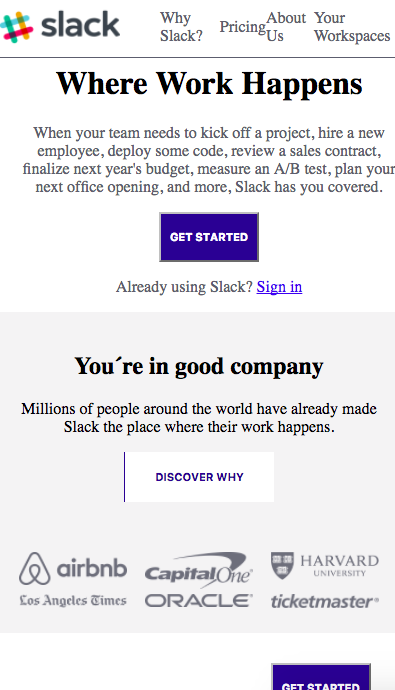 slack
Why Slack?
Pricing
About Us
Your Workspaces
Where Work Happens
When your team needs to kick off a project, hire a new
employee, deploy some code, review a sales contract,
finalize next year's budget, measure an A/B test, plan your
next office opening, and more, Slack has you covered.
GET STARTED
Already using Slack? Sign in
You´re in good company
Millions of people around the world have already made
Slack the place where their work happens.
DISCOVER WHY
airbnb
Capital One
HARVARD
UNIVERSITY
Los Angeles Times
ORACLE
ticketmaster
GET STARTED